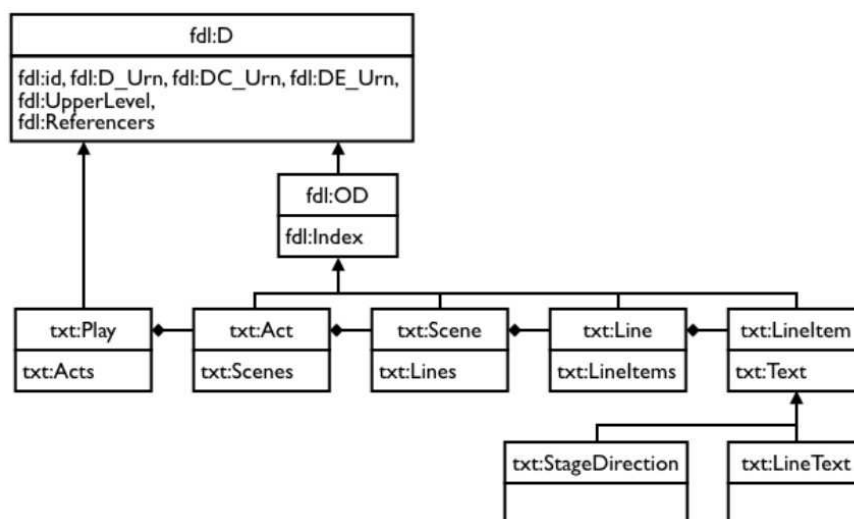 fdl:D
fdl:id, fdl:D_Urn, fdl:DC_Urn, fdl:DE_Urn,
fdl:UpperLevel,
fdl:Referencers
fdl:OD
fdl:Index
txt:Play
txt:Acts
txt:Act
txt:Scenes
txt:Scene
txt:Lines
txt:Line
txt:LineItems
txt:LineItem
txt:Text
txt:StageDirection
txt:LineText